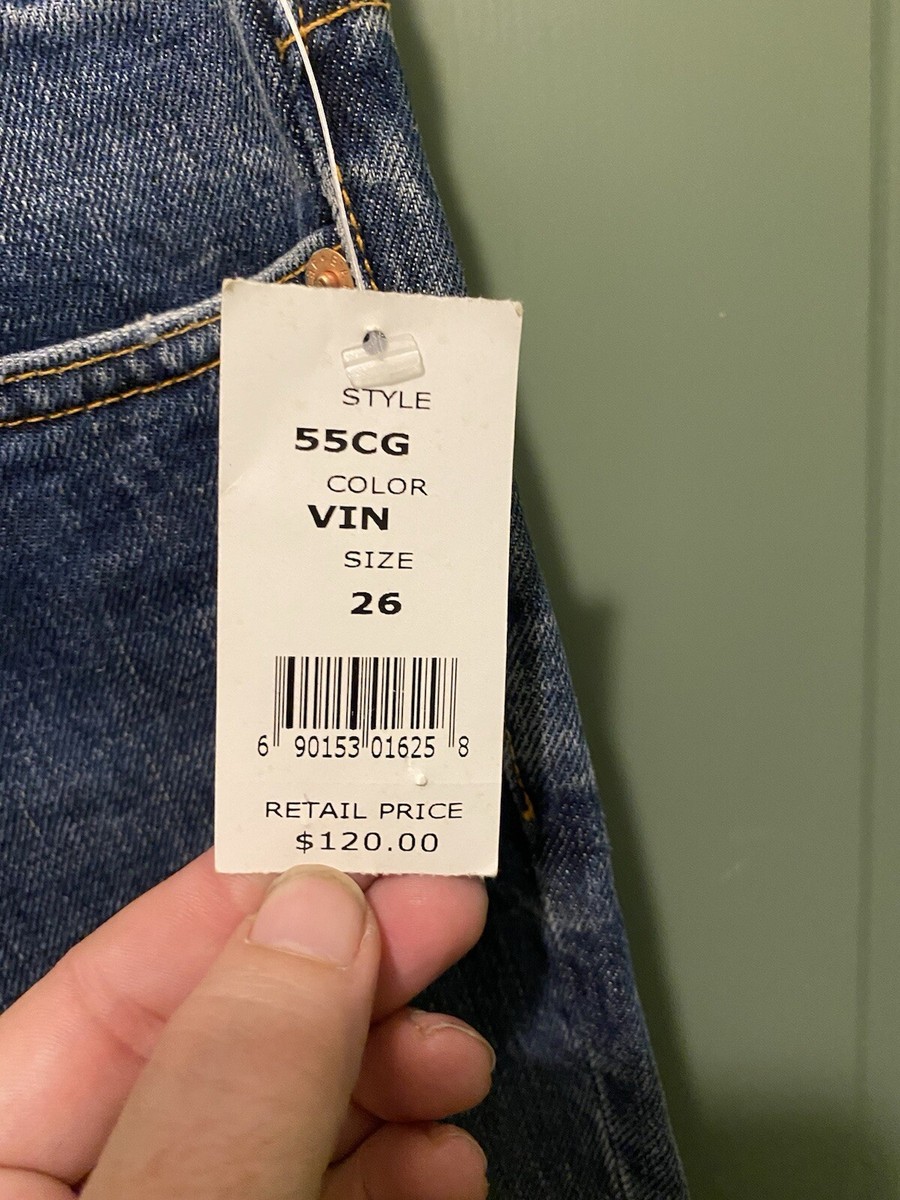 STYLE
55CG
COLOR
VIN
SIZE
26
6 90153 01625 8
RETAIL PRICE
$120.00